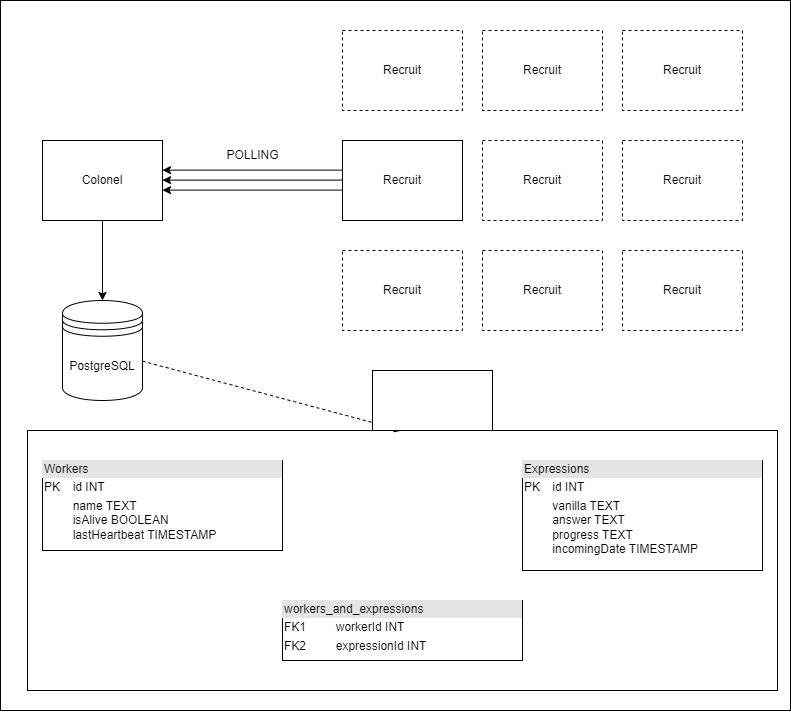 Recruit
Recruit
Recruit
POLLING
Colonel
Recruit
Recruit
Recruit
Recruit
Recruit
Recruit
PostgreSQL
Workers
PK id INT
name TEXT
isAlive BOOLEAN
lastHeartbeat TIMESTAMP
Expressions
PK id INT
vanilla TEXT
answer TEXT
progress TEXT
incomingDate TIMESTAMP
workers_and_expressions
FK1 workerId INT
FK2 expressionId INT